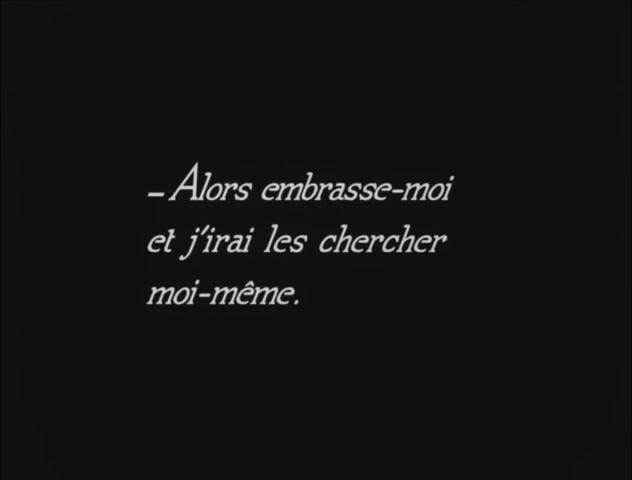 – Alors embrasse-moi
et j'irai les chercher
moi-même.